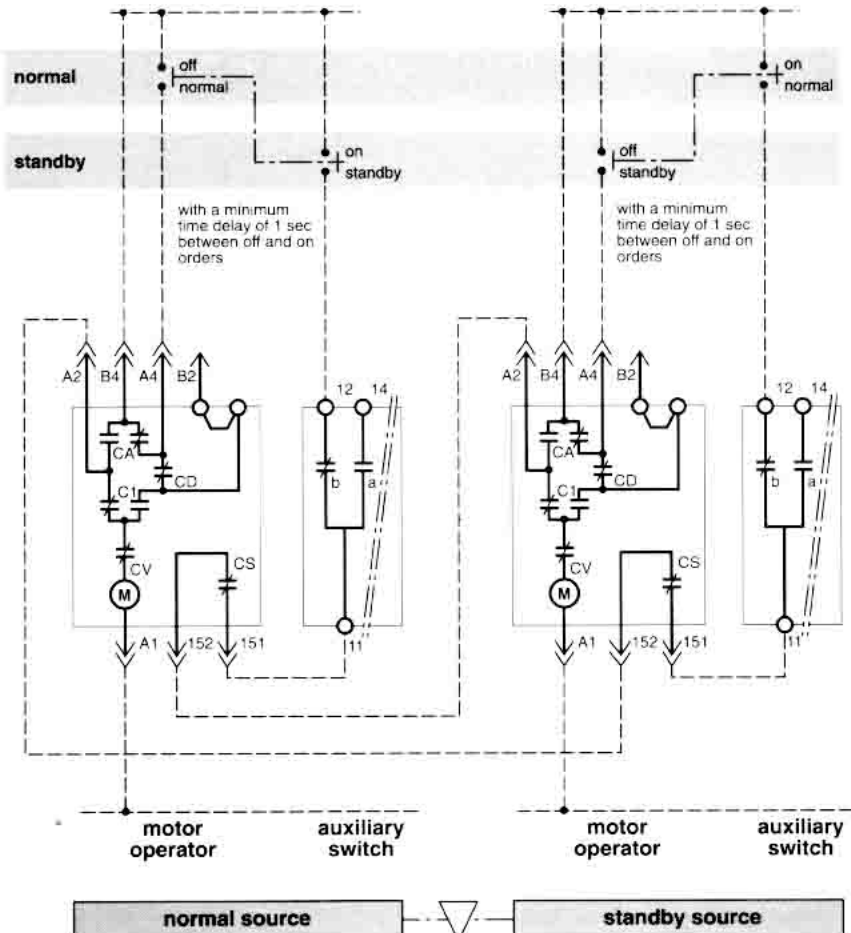 off
normal
normal
on
normal
standby
on
standby
off
standby
with a minimum
time delay of 1 sec
between off and on
orders
with a minimum
time delay of 1 sec
between off and on
orders
A2 B4 A4 B2 12 14
A2 B4 A4 B2 12 14
CA
CD
C1
b a
CV
CS
M
A1 152 151 11
CA
CD
C1
b a
CV
CS
M
A1 152 151 11
motor
operator
auxiliary
switch
motor
operator
auxiliary
switch
normal source
standby source